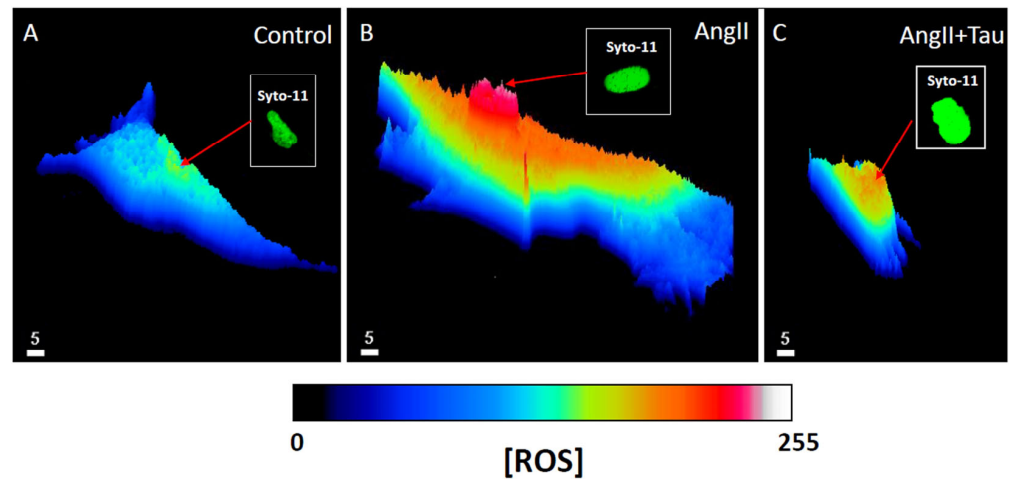 A
Control
Syto-11
5
B
AngII
Syto-11
5
C
AngII+Tau
Syto-11
5
0
255
[ROS]